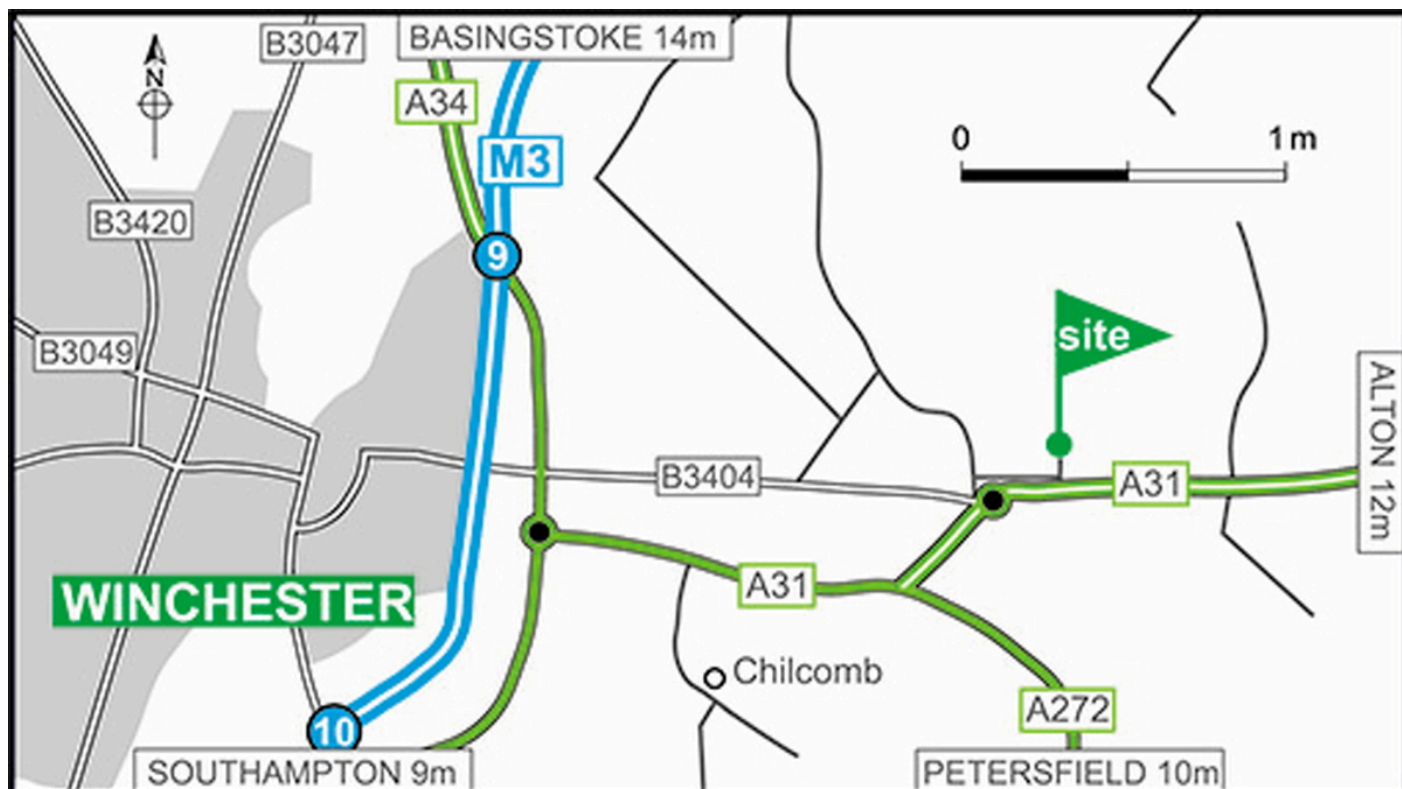 B3047
BASINGSTOKE 14m
N
A34
0 1m
M3
B3420
9
site
B3049
ALTON 12m
B3404
A31
A31
WINCHESTER
Chilcomb
A272
10
SOUTHAMPTON 9m
PETERSFIELD 10m